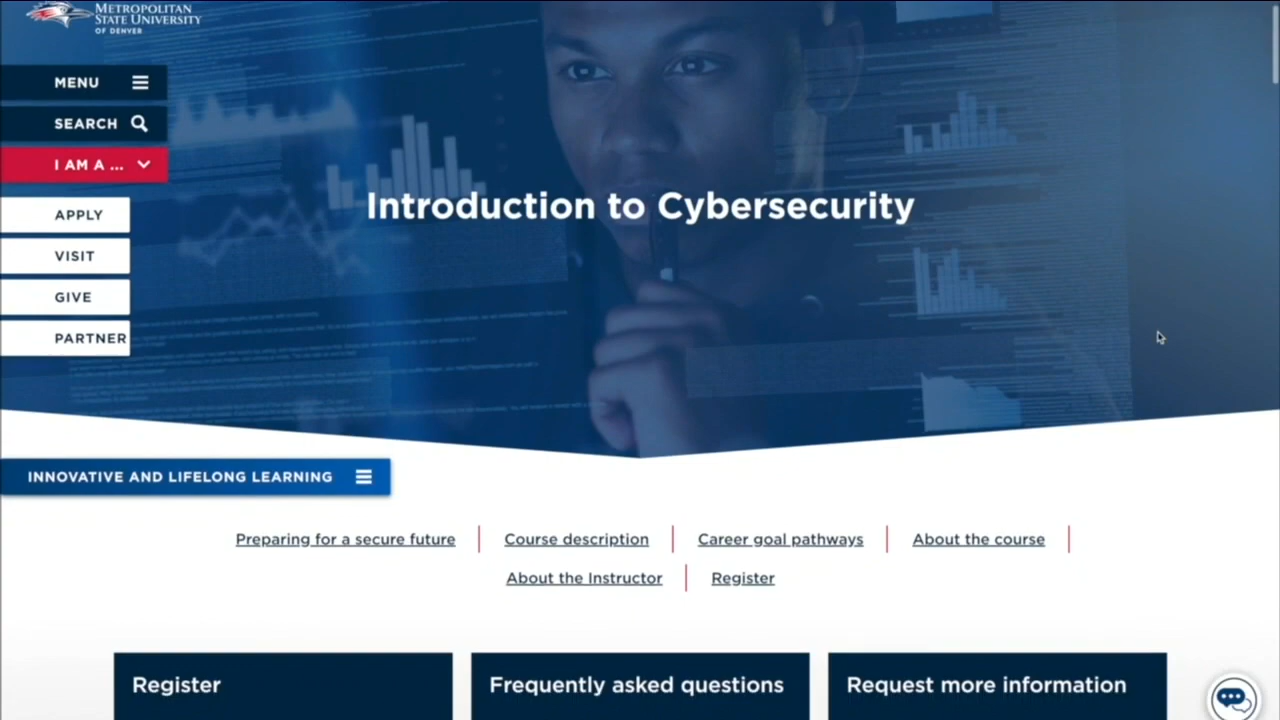 METROPOLITAN
STATE UNIVERSITY
OF DENVER
MENU
SEARCH
I AM A ...
APPLY
VISIT
GIVE
PARTNER
Introduction to Cybersecurity
INNOVATIVE AND LIFELONG LEARNING
Preparing for a secure future
Course description
Career goal pathways
About the course
About the Instructor
Register
Register
Frequently asked questions
Request more information